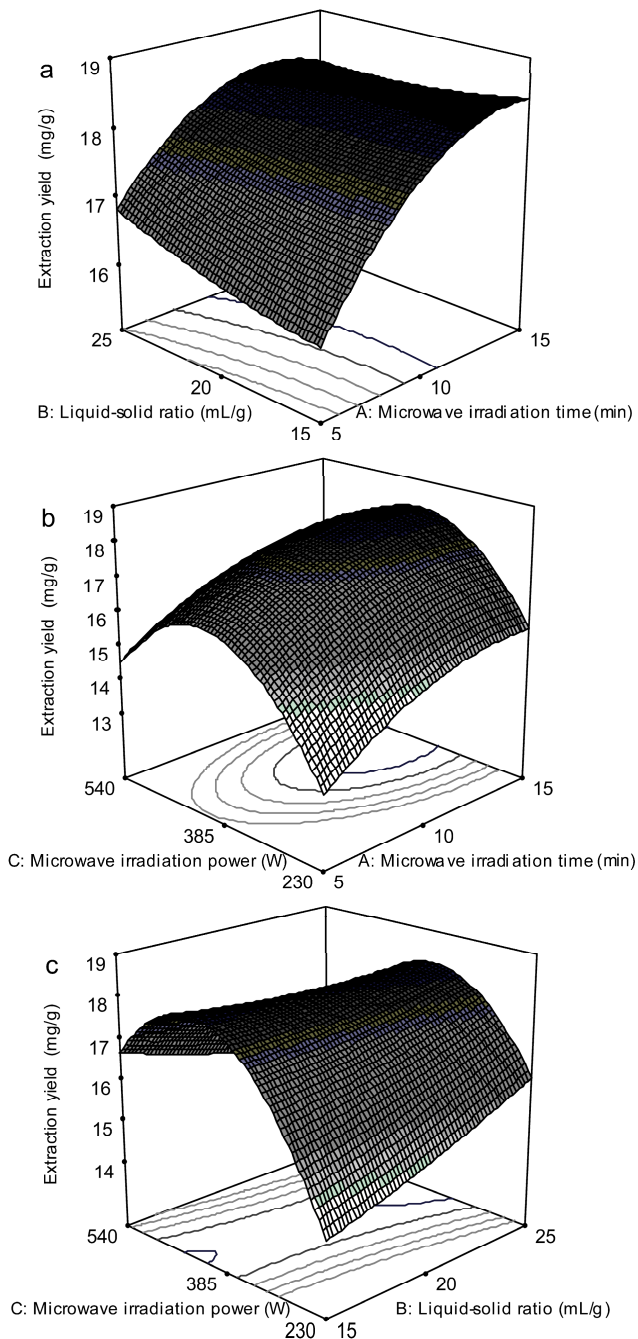 a
19
18
17
16
Extraction yield (mg/g)
25
20
15
5
10
15
B: Liquid-solid ratio (mL/g)
A: Microwave irradiation time (min)
b
19
18
17
16
15
14
13
Extraction yield (mg/g)
540
385
230
5
10
15
C: Microwave irradiation power (W)
A: Microwave irradiation time (min)
c
19
18
17
16
15
14
Extraction yield (mg/g)
540
385
230
15
20
25
C: Microwave irradiation power (W)
B: Liquid-solid ratio (mL/g)